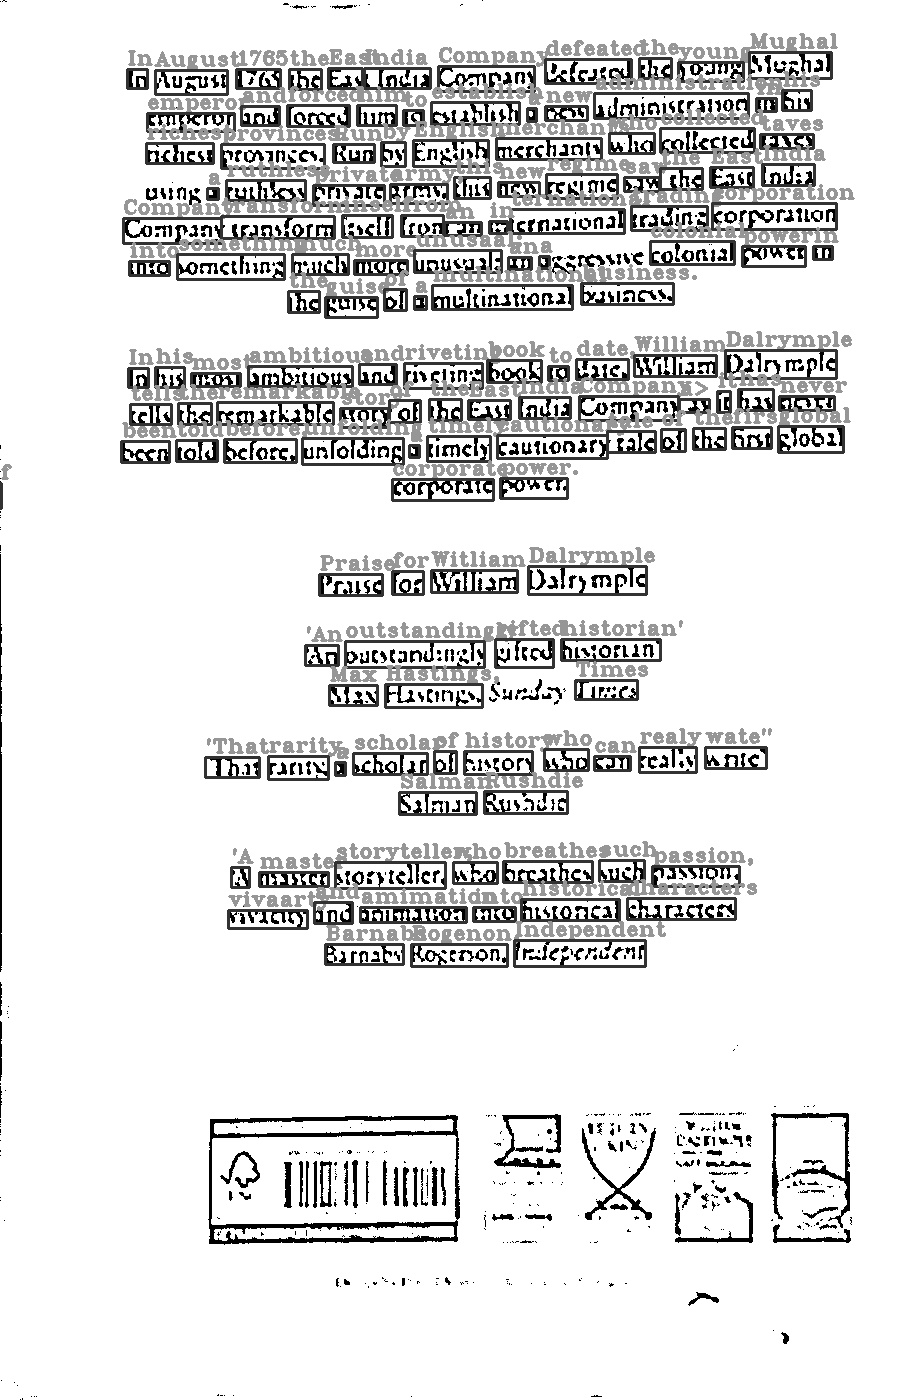 In August 1765 the East India Company defeated the young Mughal
emperor and forced him to establish a new administration in his
richest provinces. Run by English merchants who collected taxes
using a ruthless private army, this new regime saw the East India
Company transform itself from an international trading corporation
into something much more unusual: an aggressive colonial power in
the guise of a multinational business.
In his most ambitious and riveting book to date, William Dalrymple
tells the remarkable story of the East India Company as it has never
been told before, unfolding a timely cautionary tale of the first global
corporate power.
Praise for William Dalrymple
'An outstandingly gifted historian'
Max Hastings, Sunday Times
'That rarity, a scholar of history who can really write'
Salman Rushdie
'A master storyteller, who breathes such passion,
vivacity and animation into historical characters'
Barnaby Rogerson, Independent